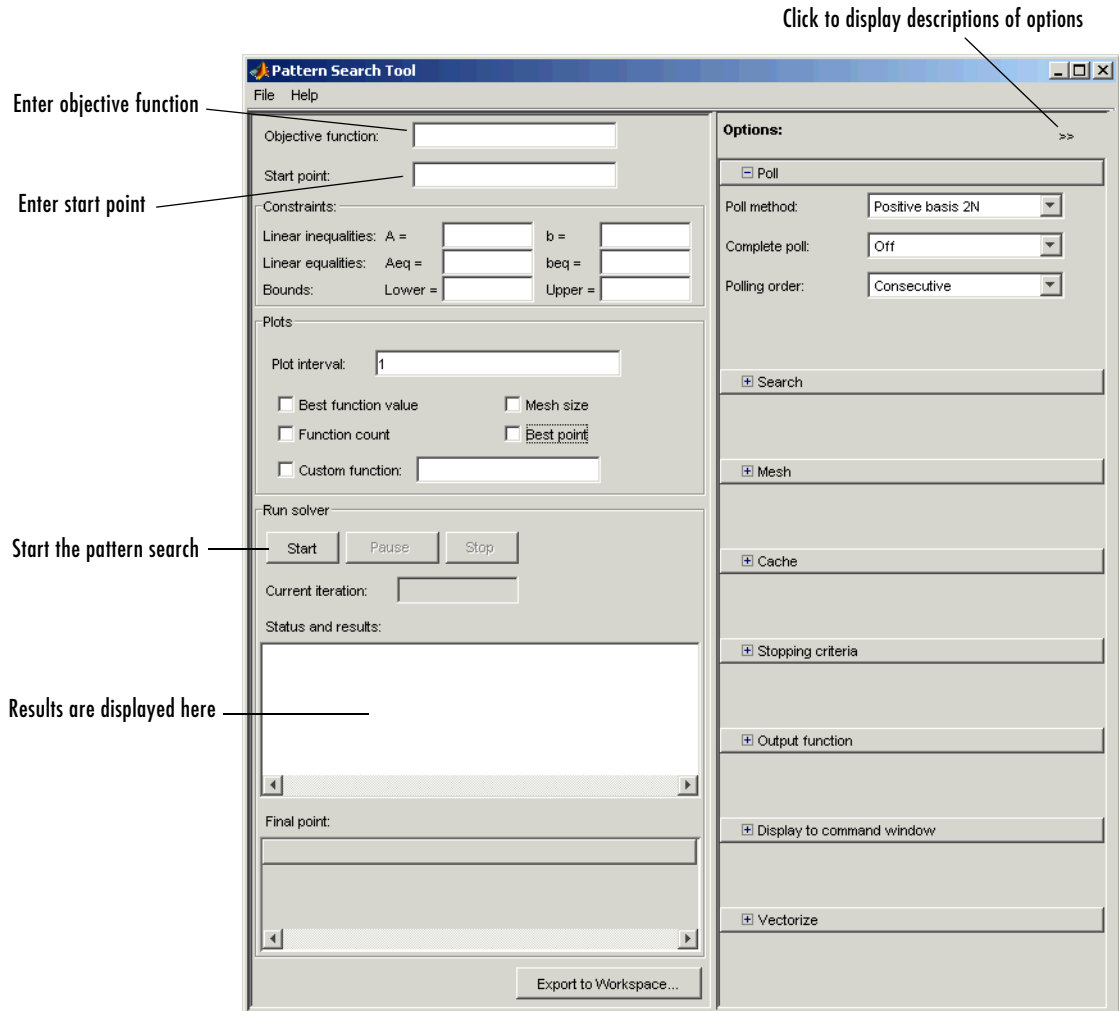 Click to display descriptions of options
Pattern Search Tool
File Help
Enter objective function
Objective function:
Enter start point
Start point:
Constraints:
Linear inequalities: A = b =
Linear equalities: Aeq = beq =
Bounds: Lower = Upper =
Plots
Plot interval: 1
Best function value Mesh size
Function count Best point
Custom function:
Run solver
Start the pattern search
Start Pause Stop
Current iteration:
Status and results:
Results are displayed here
Final point:
Export to Workspace...
Options: >>
Poll
Poll method: Positive basis 2N
Complete poll: Off
Polling order: Consecutive
Search
Mesh
Cache
Stopping criteria
Output function
Display to command window
Vectorize